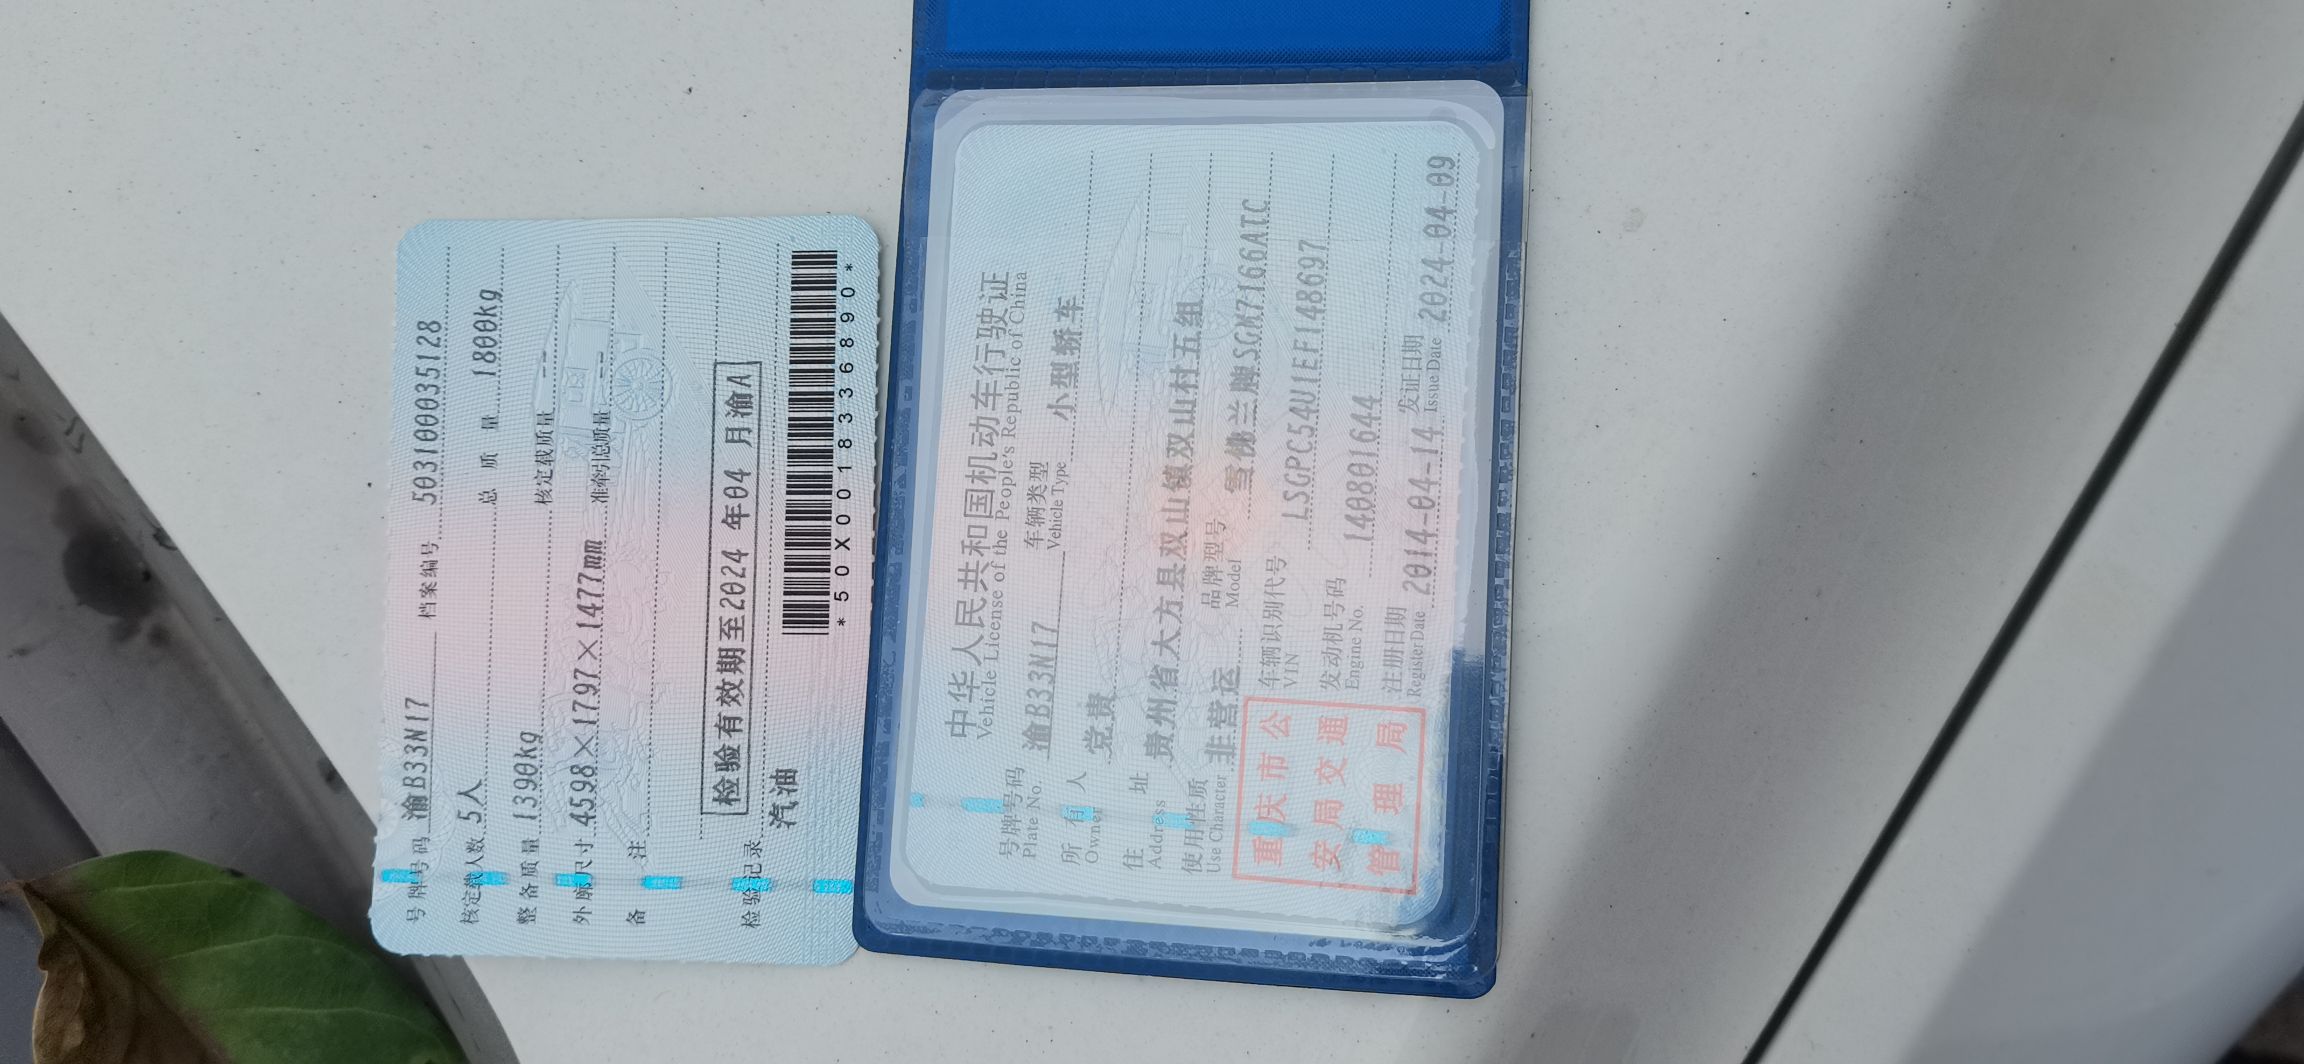 号牌号码 渝B33N17 档案编号 503100035128
核定载人数 5人 总质量 1800kg
整备质量 1390kg 核定载质量 --
外廓尺寸 4598×1797×1477mm 准牵引总质量 --
备注
检验有效期至2024 年04 月渝A
检验记录
汽油
*50X0018336890*
中华人民共和国机动车行驶证
Vehicle License of the People's Republic of China
号牌号码 渝B33N17 车辆类型 小型轿车
Plate No. Vehicle Type
所有人 党贵
Owner
住址 贵州省大方县双山镇双山村五组
Address
使用性质 非营运 品牌型号 雪佛兰牌SGM7166ATC
Use Character Model
车辆识别代号 LSGPC54U1EF148697
VIN
发动机号码 140801644
Engine No.
注册日期 2014-04-14 发证日期 2024-04-09
Register Date Issue Date
重庆市公
安局交通
管理局